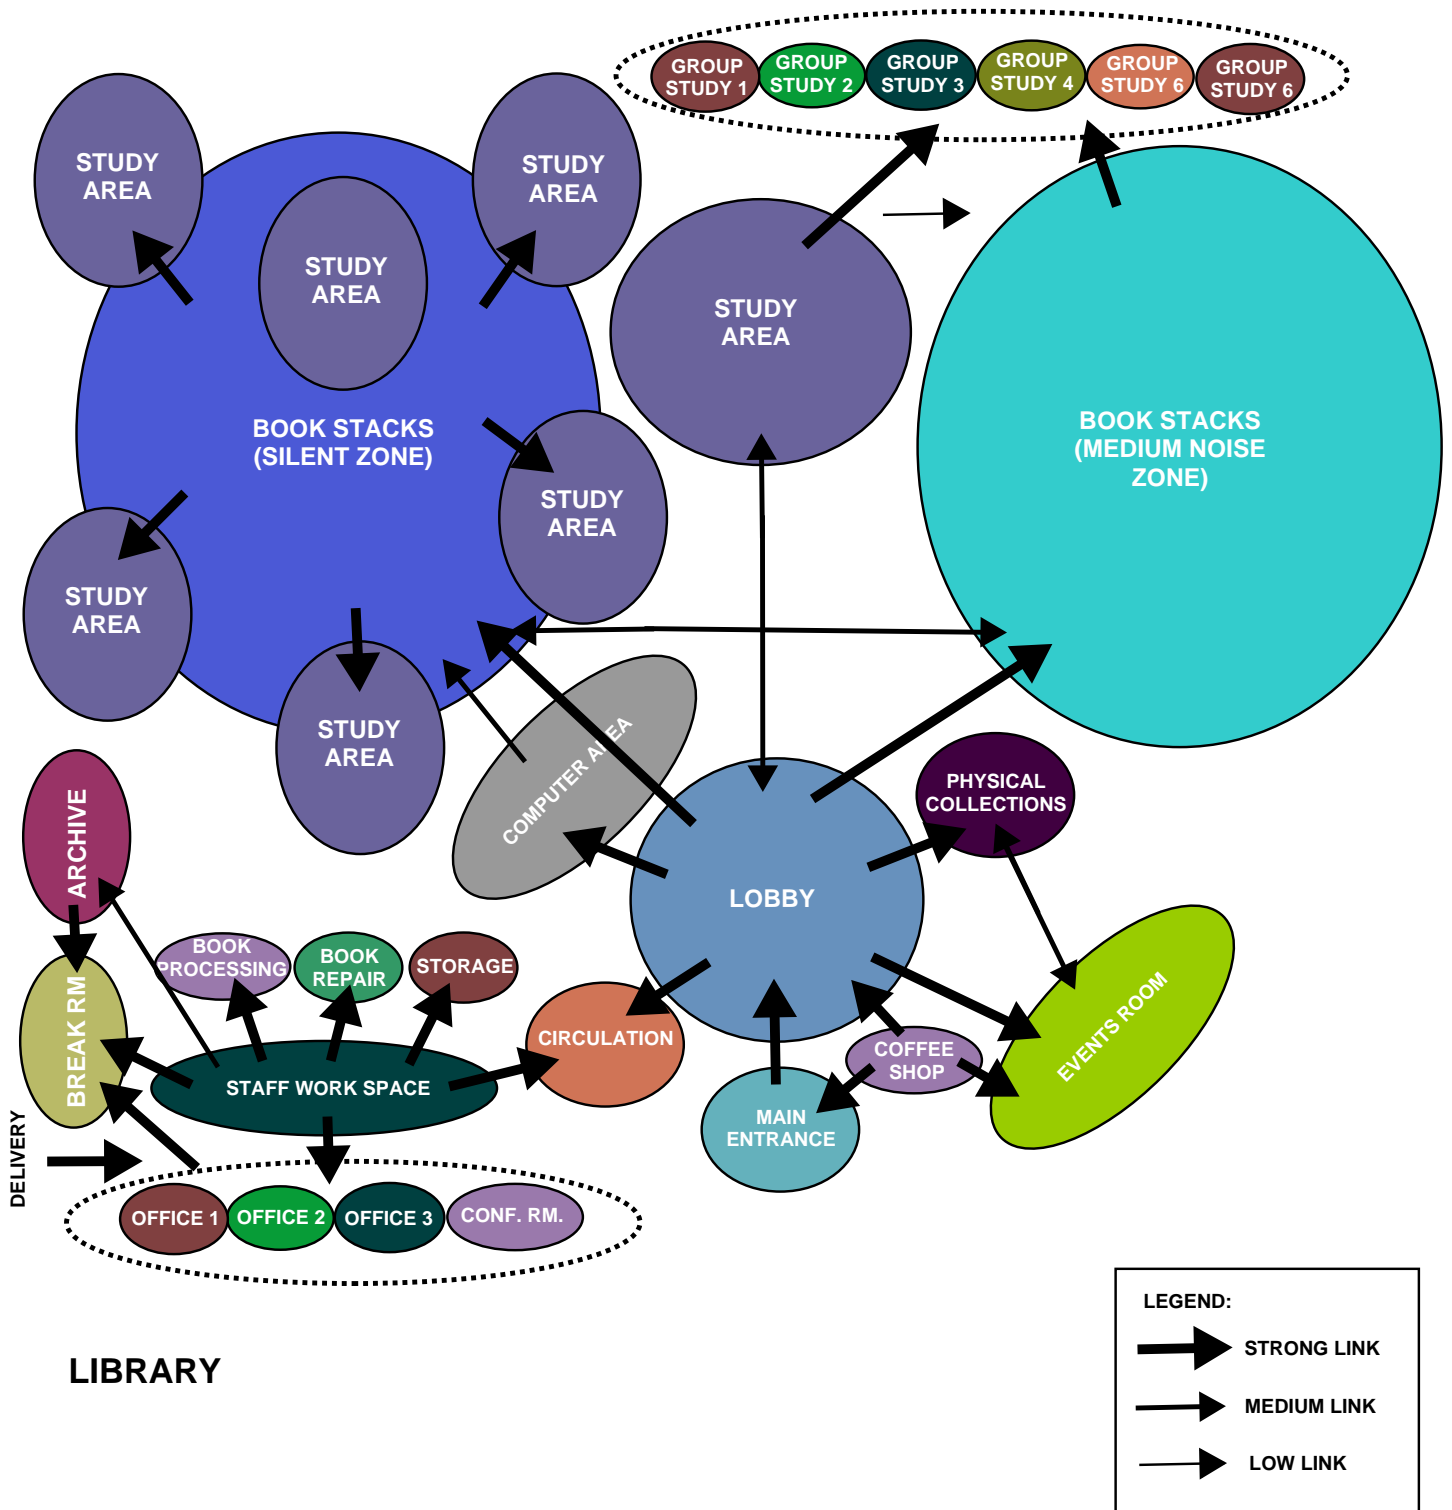 GROUP
STUDY 1
GROUP
STUDY 2
GROUP
STUDY 3
GROUP
STUDY 4
GROUP
STUDY 6
GROUP
STUDY 6
STUDY
AREA
STUDY
AREA
STUDY
AREA
STUDY
AREA
BOOK STACKS
(SILENT ZONE)
BOOK STACKS
(MEDIUM NOISE
ZONE)
STUDY
AREA
STUDY
AREA
STUDY
AREA
COMPUTER AREA
PHYSICAL
COLLECTIONS
ARCHIVE
LOBBY
BOOK
PROCESSING
BOOK
REPAIR
STORAGE
CIRCULATION
EVENTS ROOM
COFFEE
SHOP
BREAK RM
STAFF WORK SPACE
MAIN
ENTRANCE
DELIVERY
OFFICE 1
OFFICE 2
OFFICE 3
CONF. RM.
LEGEND:
STRONG LINK
MEDIUM LINK
LOW LINK
LIBRARY